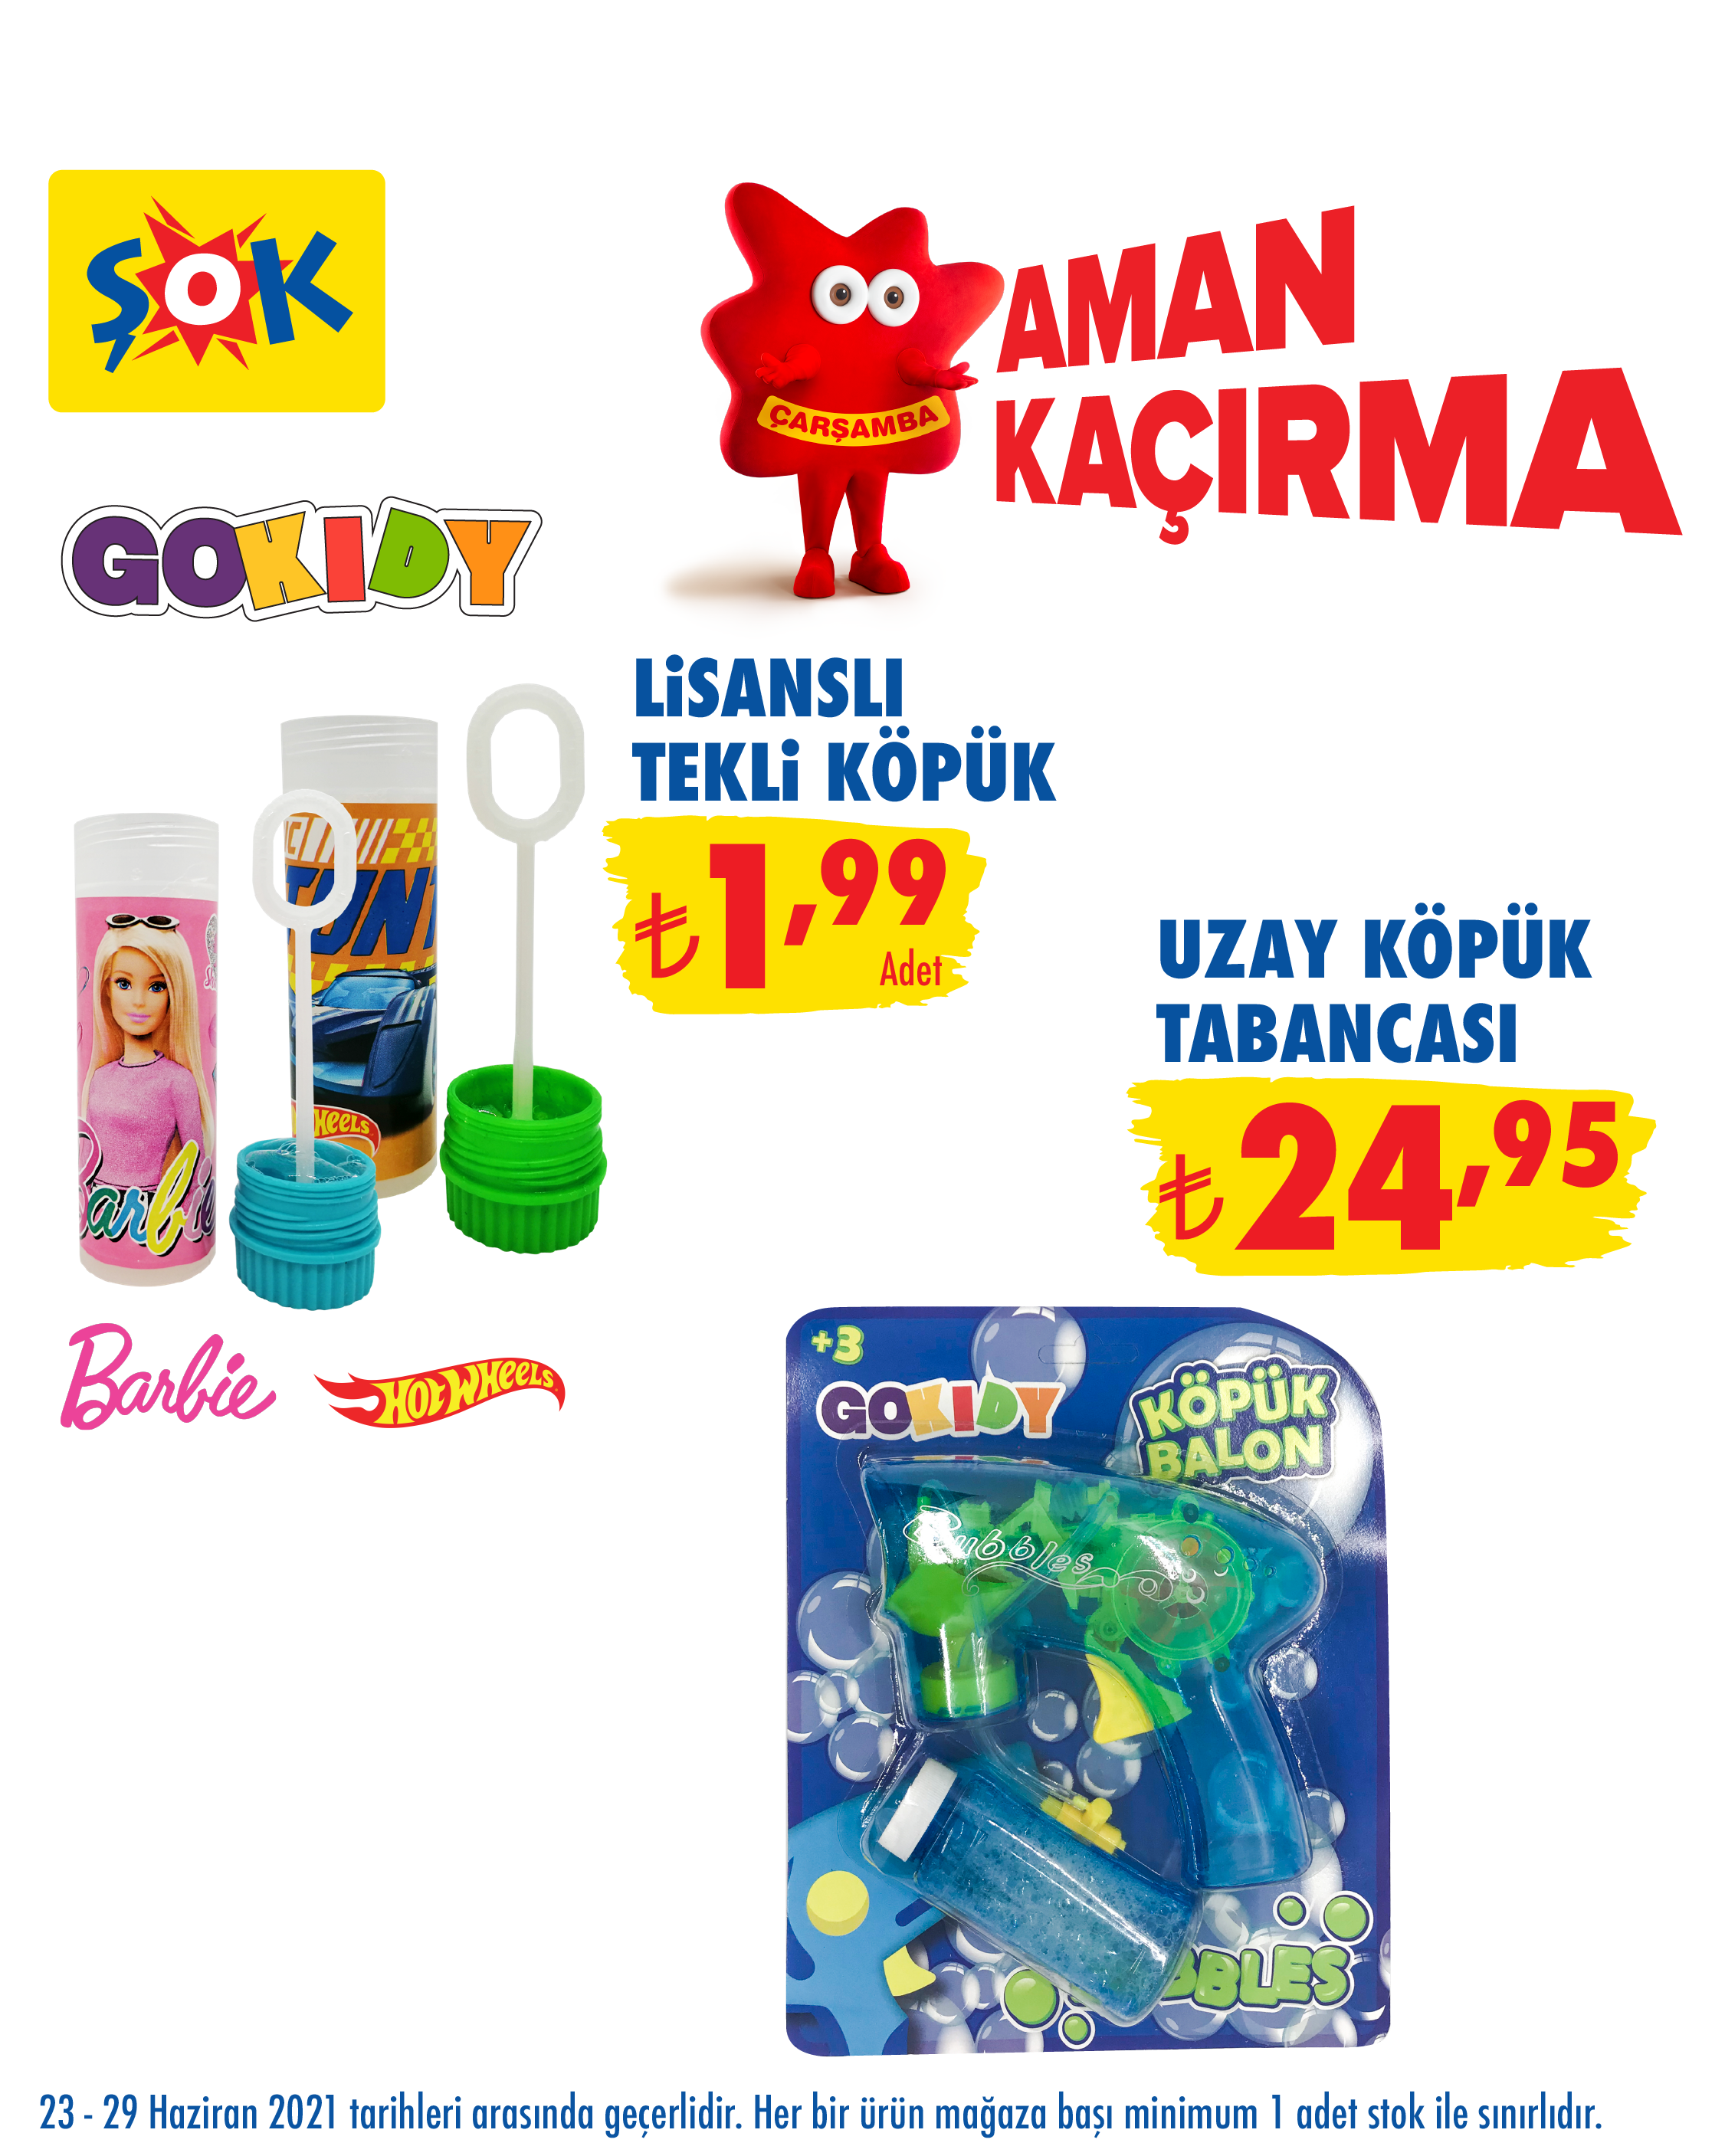 ŞOK
ÇARŞAMBA
AMAN
KAÇIRMA
GOKIDY
LİSANSLI
TEKLİ KÖPÜK
₺1,99
Adet
Barbie
HEELS
UZAY KÖPÜK
TABANCASI
₺24,95
Barbie
HOT WHEELS
+3
GOKIDY
KÖPÜK
BALON
Bubbles
23 - 29 Haziran 2021 tarihleri arasında geçerlidir. Her bir ürün mağaza başı minimum 1 adet stok ile sınırlıdır.